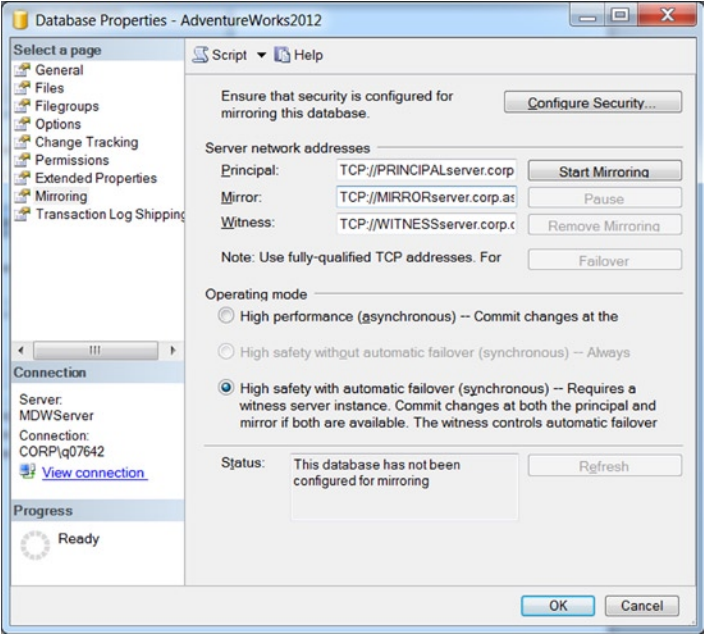 Database Properties - AdventureWorks2012
Select a page
General
Files
Filegroups
Options
Change Tracking
Permissions
Extended Properties
Mirroring
Transaction Log Shipping
Connection
Server:
MDWServer
Connection:
CORP\q07642
View connection
Progress
Ready
Script
Help
Ensure that security is configured for
mirroring this database.
Configure Security...
Server network addresses
Principal:
TCP://PRINCIPALserver.corp
Start Mirroring
Mirror:
TCP://MIRRORserver.corp.as
Pause
Witness:
TCP://WITNESSserver.corp.c
Remove Mirroring
Note: Use fully-qualified TCP addresses. For
Failover
Operating mode
High performance (asynchronous) -- Commit changes at the
High safety without automatic failover (synchronous) -- Always
High safety with automatic failover (synchronous) -- Requires a
witness server instance. Commit changes at both the principal and
mirror if both are available. The witness controls automatic failover
Status:
This database has not been
configured for mirroring
Refresh
OK
Cancel